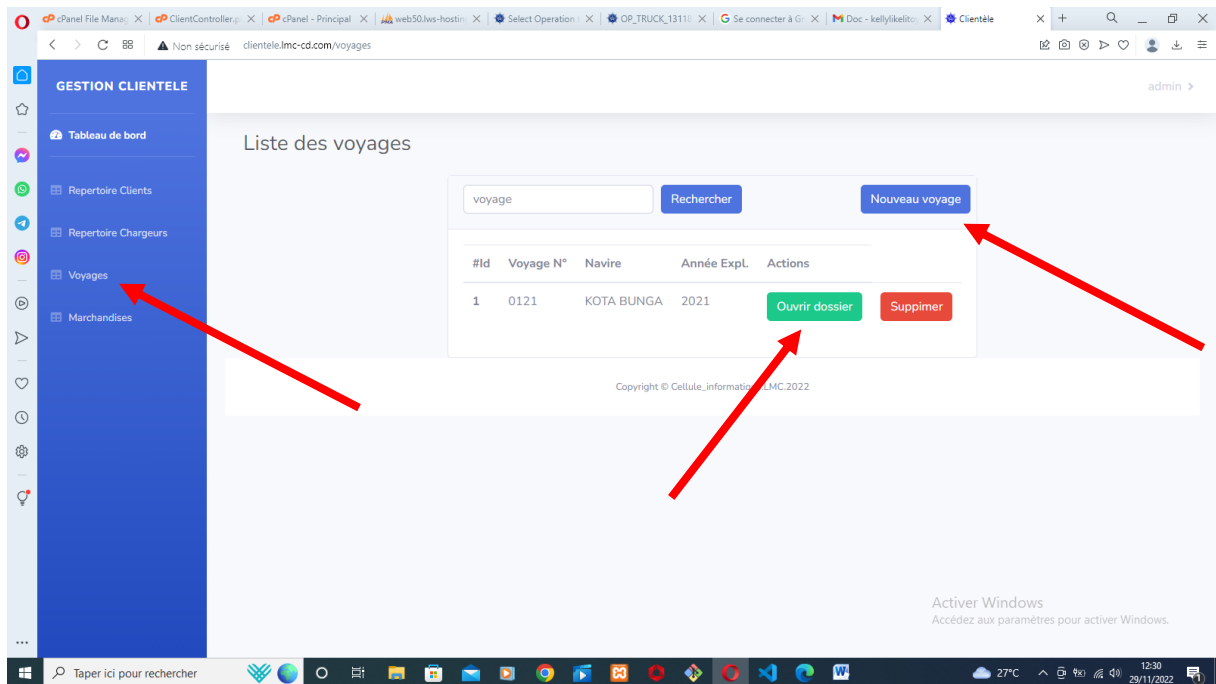 cPanel File Manag
ClientController.p
cPanel - Principal
web50.lws-hostin
Select Operation
OP_TRUCK_13118
Se connecter à G
Doc - kellylikelito
Clientèle
Non sécurisé clientele.lmc-cd.com/voyages
GESTION CLIENTELE
admin
Tableau de bord
Liste des voyages
Repertoire Clients
voyage
Rechercher
Nouveau voyage
Repertoire Chargeurs
#Id Voyage N° Navire Année Expl. Actions
Voyages
1 0121 KOTA BUNGA 2021 Ouvrir dossier Suppimer
Marchandises
Copyright © Cellule_informatiq LMC.2022
Activer Windows
Accédez aux paramètres pour activer Windows.
Taper ici pour rechercher
27°C
12:30
29/11/2022